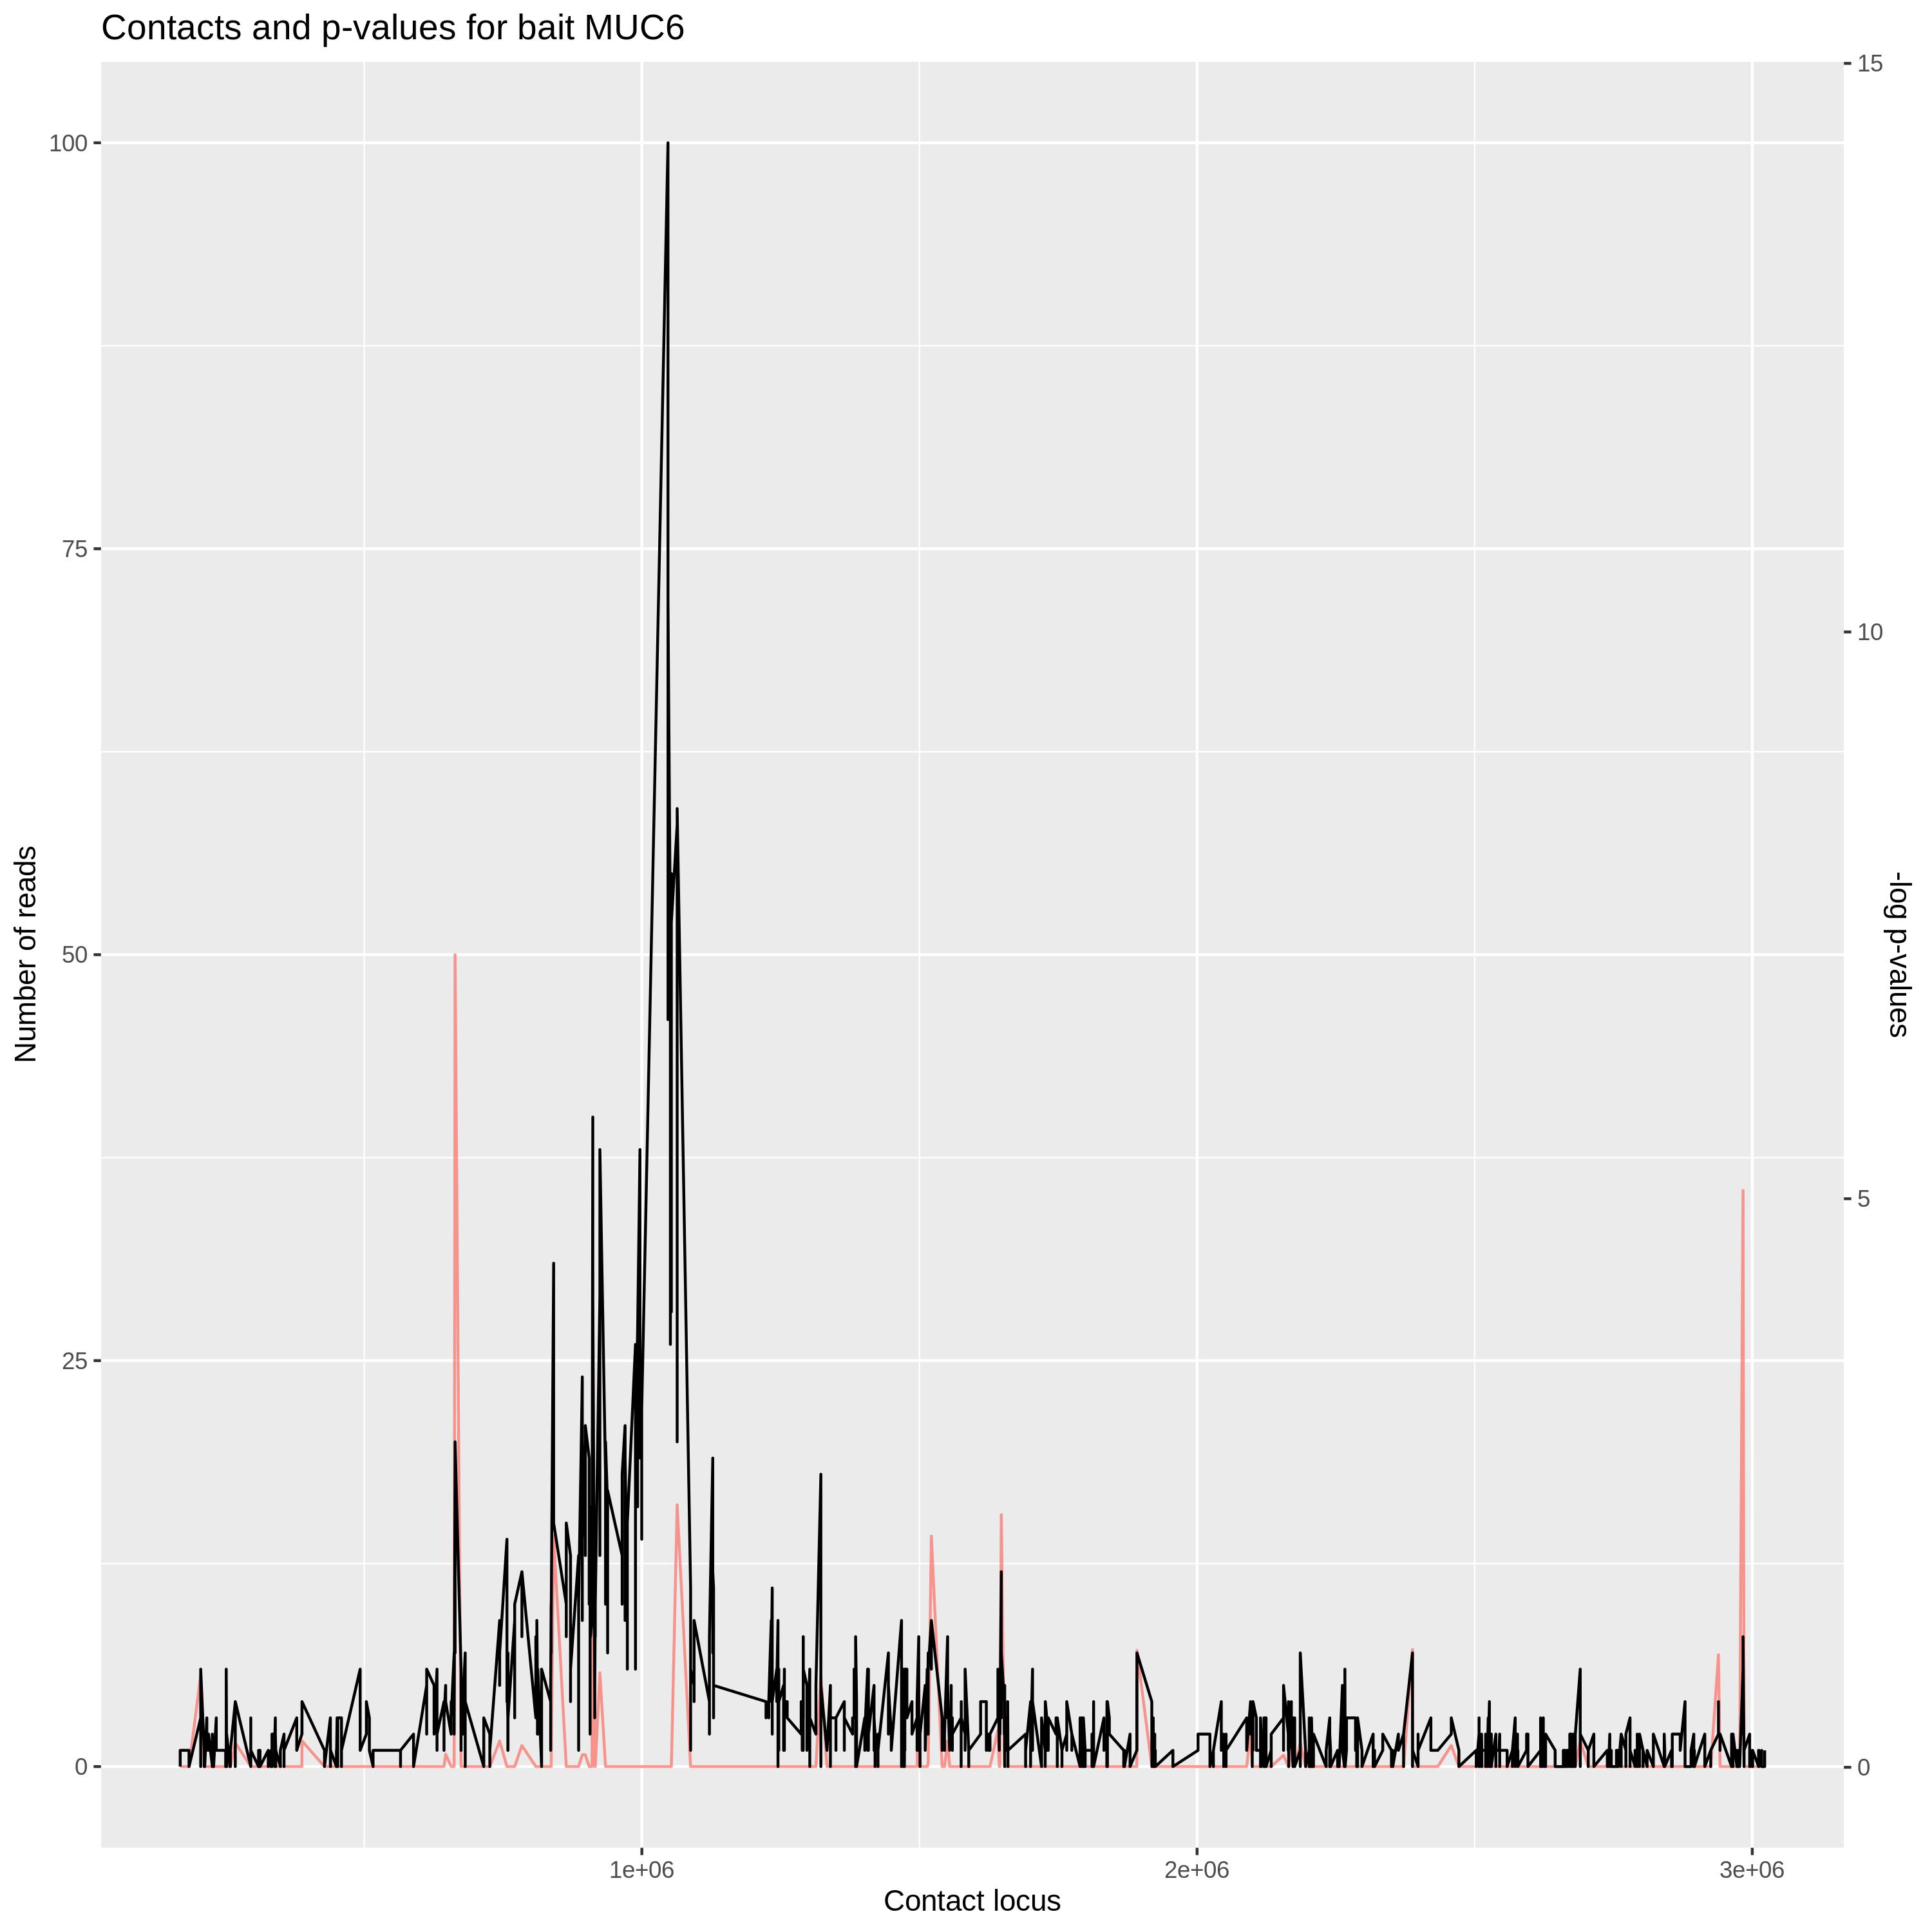 Contacts and p-values for bait MUC6
15
100
75
10
Number of reads
-log p-values
50
5
25
0
0
1e+06
2e+06
3e+06
Contact locus